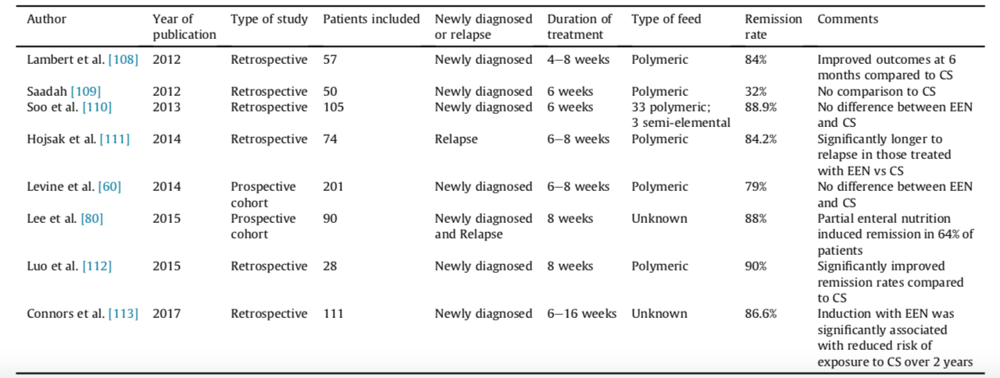 Author Year of publication Type of study Patients included Newly diagnosed or relapse Duration of treatment Type of feed Remission rate Comments
Lambert et al. [108] 2012 Retrospective 57 Newly diagnosed 4–8 weeks Polymeric 84% Improved outcomes at 6
months compared to CS
Saadah [109] 2012 Retrospective 50 Newly diagnosed 6 weeks Polymeric 32% No comparison to CS
Soo et al. [110] 2013 Retrospective 105 Newly diagnosed 6 weeks 33 polymeric; 88.9% No difference between EEN
3 semi-elemental and CS
Hojsak et al. [111] 2014 Retrospective 74 Relapse 6–8 weeks Polymeric 84.2% Significantly longer to
relapse in those treated
with EEN vs CS
Levine et al. [60] 2014 Prospective 201 Newly diagnosed 6–8 weeks Polymeric 79% No difference between EEN
cohort and CS
Lee et al. [80] 2015 Prospective 90 Newly diagnosed 8 weeks Unknown 88% Partial enteral nutrition
cohort and Relapse induced remission in 64% of
patients
Luo et al. [112] 2015 Retrospective 28 Newly diagnosed 8 weeks Polymeric 90% Significantly improved
remission rates compared
to CS
Connors et al. [113] 2017 Retrospective 111 Newly diagnosed 6–16 weeks Unknown 86.6% Induction with EEN was
significantly associated
with reduced risk of
exposure to CS over 2 years